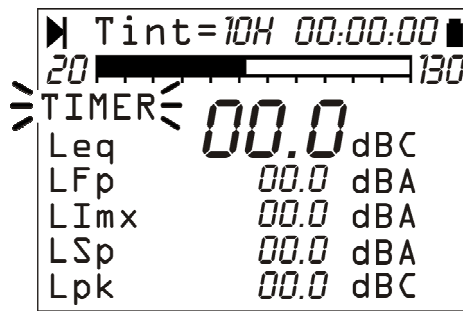 Tint=10H 00:00:00
20 130
TIMER
Leq 00.0 dBC
LFp 00.0 dBA
LImx 00.0 dBA
LSp 00.0 dBA
Lpk 00.0 dBC